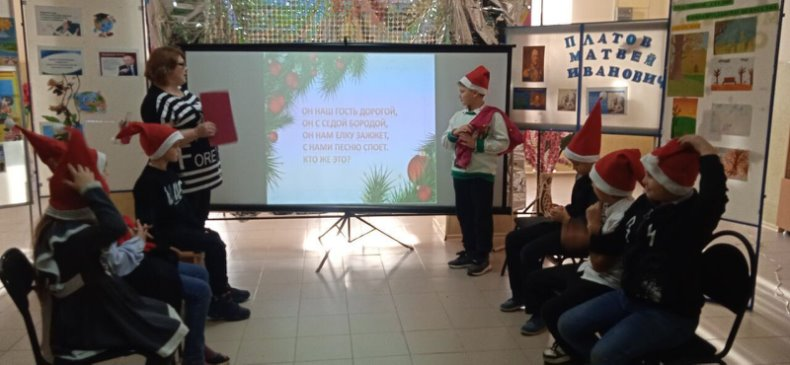 ОН НАШ ГОСТЬ ДОРОГОЙ,
ОН С СЕДОЙ БОРОДОЙ,
ОН НАМ ЕЛКУ ЗАЖЖЕТ,
С НАМИ ПЕСНЮ СПОЕТ.
КТО ЖЕ ЭТО?
ПЛАТОВ
МАТВЕЙ
ИВАНОВИЧ
FORE